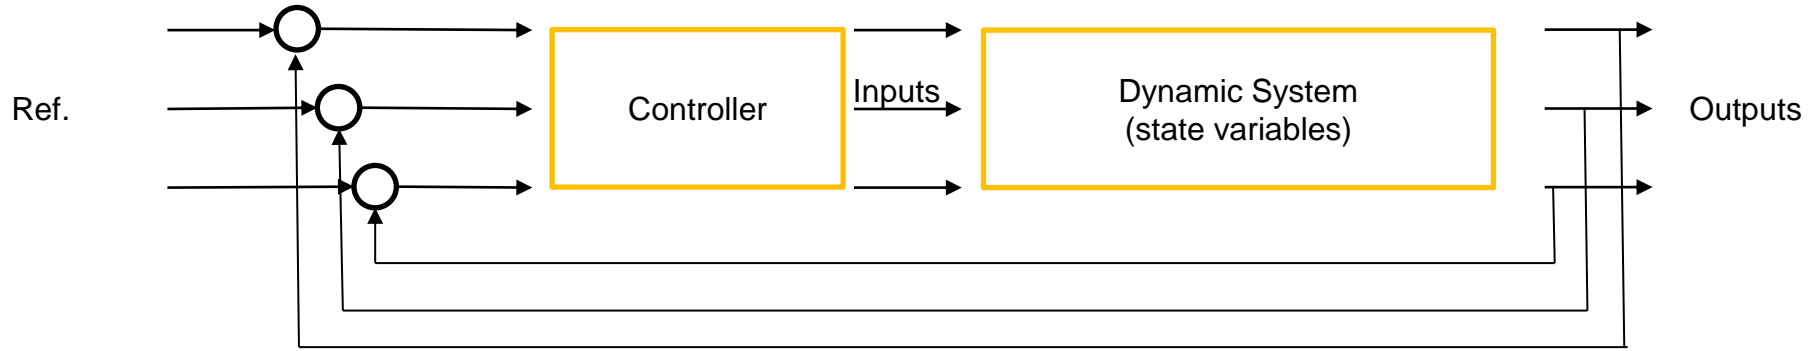 Ref.
Controller
Inputs
Dynamic System
(state variables)
Outputs